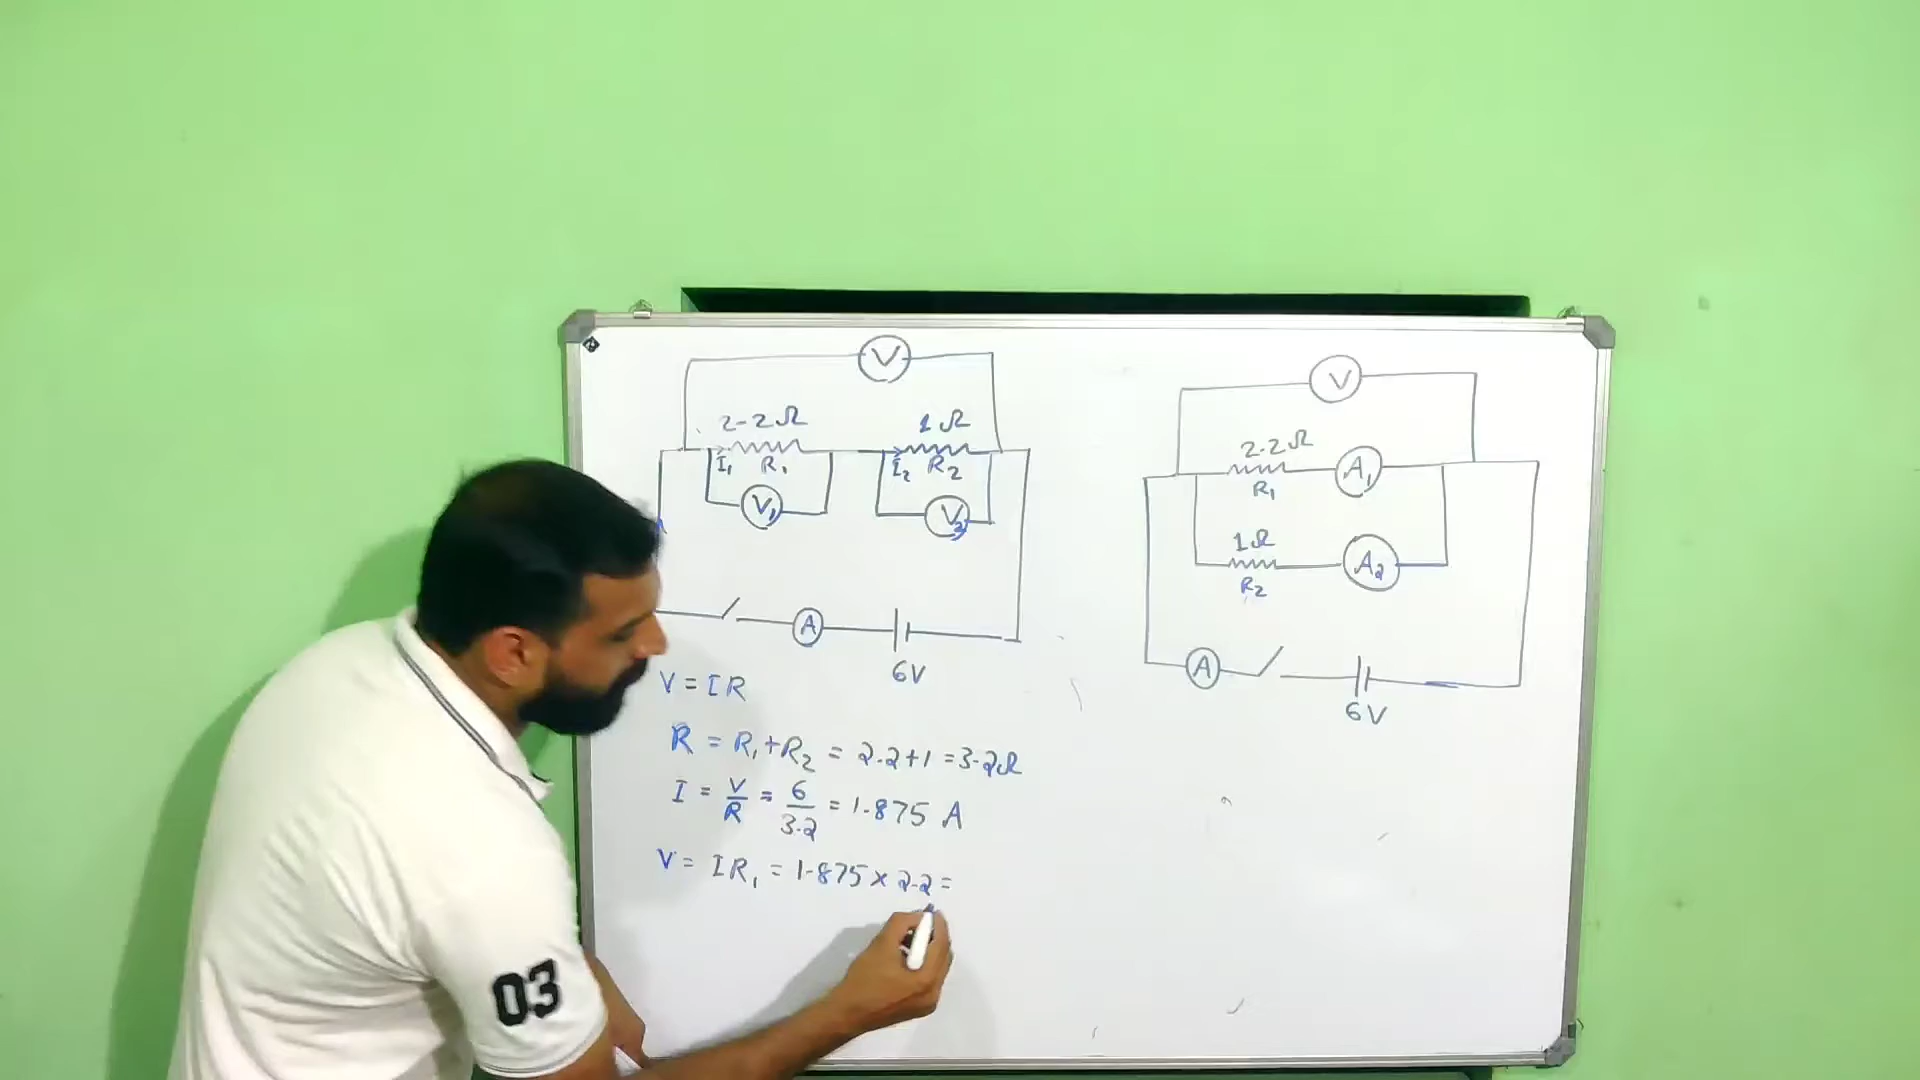 V
2-2Ω
1Ω
I₁ R₁
I₂ R₂
V₁
V₂
A
6V
V = IR
R = R₁+R₂ = 2.2+1 = 3.2Ω
I = V/R = 6/3.2 = 1.875 A
V = IR₁ = 1.875 × 2.2 =
V
2.2Ω
R₁
A₁
1Ω
R₂
A₂
A
6V
03